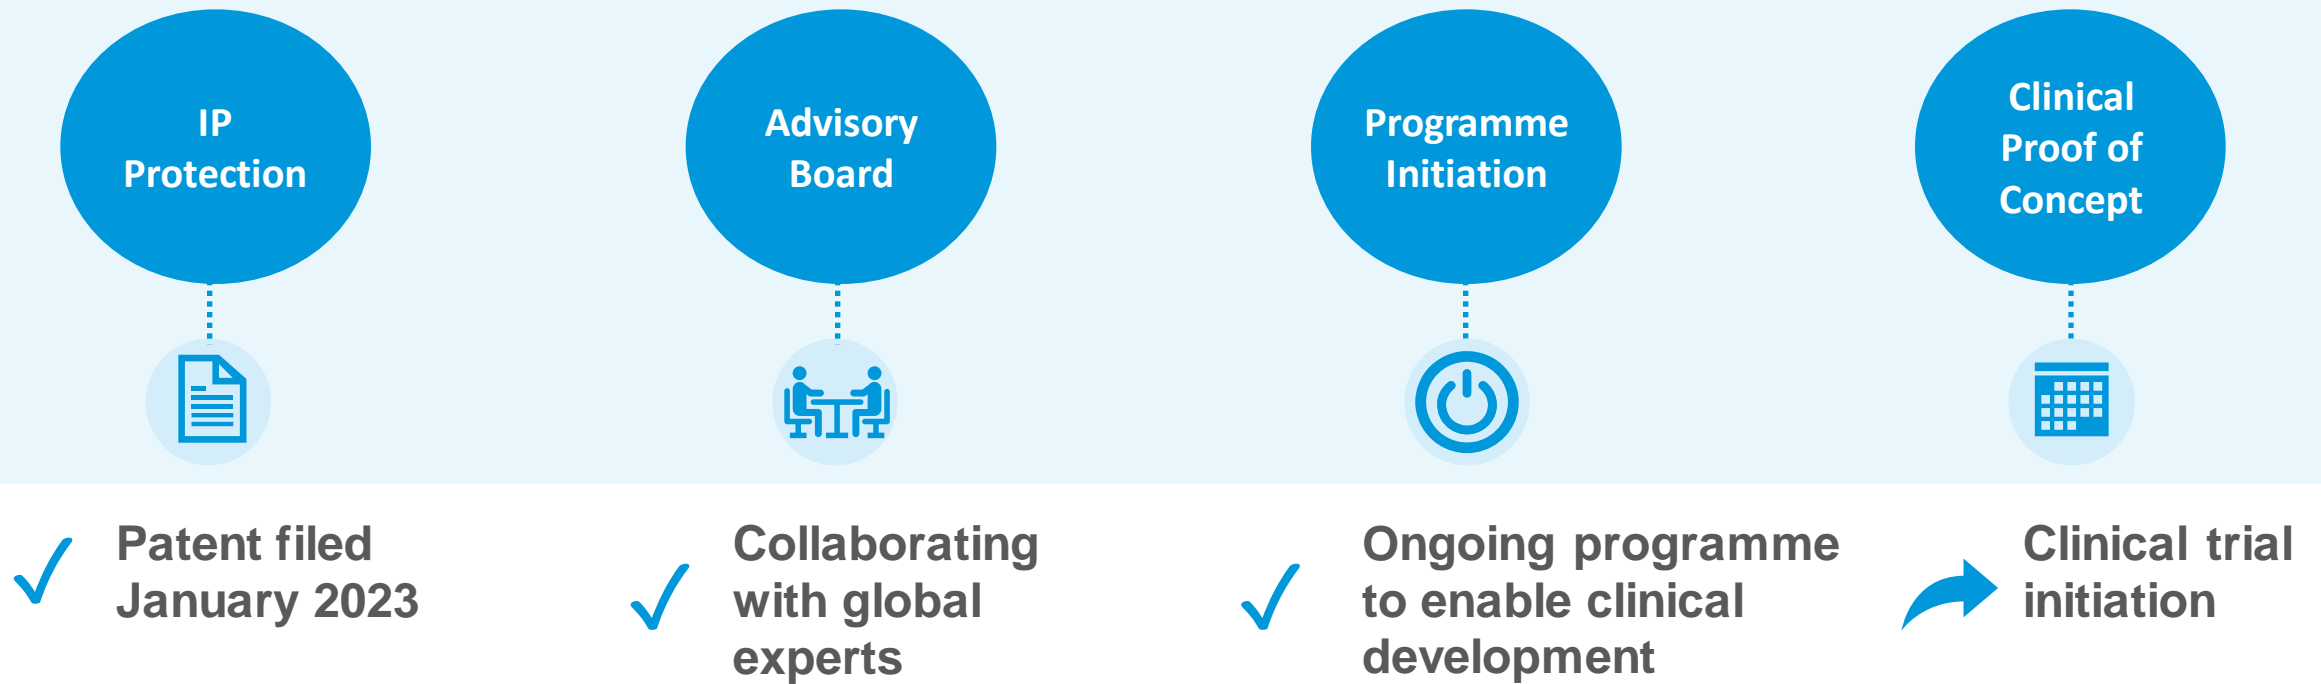 IP
Protection
Advisory
Board
Programme
Initiation
Clinical
Proof of
Concept
Patent filed
January 2023
Collaborating
with global
experts
Ongoing programme
to enable clinical
development
Clinical trial
initiation